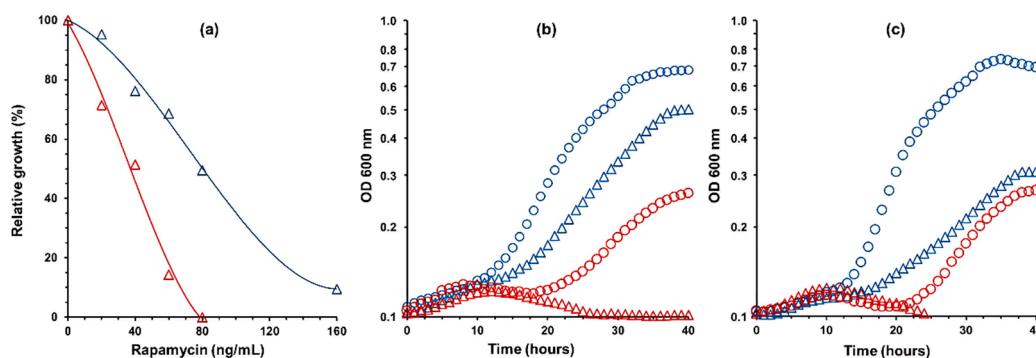 (a)
Relative growth (%)
100
80
60
40
20
0
0 40 80 120 160
Rapamycin (ng/mL)
(b)
OD 600 nm
1.0
0.8
0.7
0.6
0.5
0.4
0.3
0.2
0.1
0 10 20 30 40
Time (hours)
(c)
OD 600 nm
1.0
0.8
0.7
0.6
0.5
0.4
0.3
0.2
0.1
0 10 20 30 40
Time (hours)